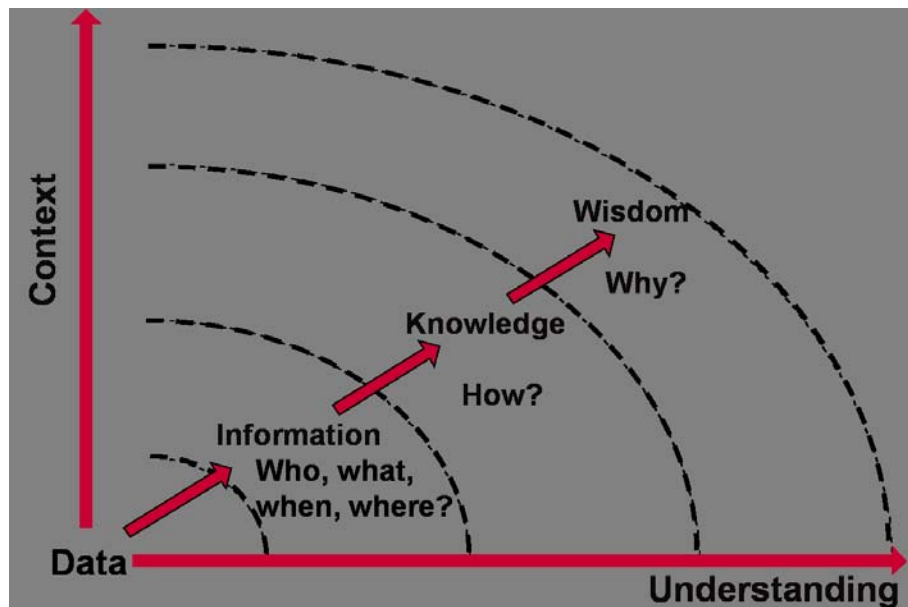 Context
Wisdom
Why?
Knowledge
How?
Information
Who, what,
when, where?
Data
Understanding